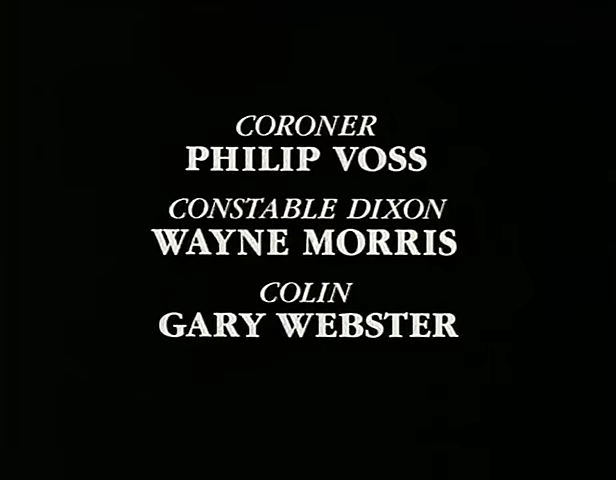 CORONER
PHILIP VOSS
CONSTABLE DIXON
WAYNE MORRIS
COLIN
GARY WEBSTER